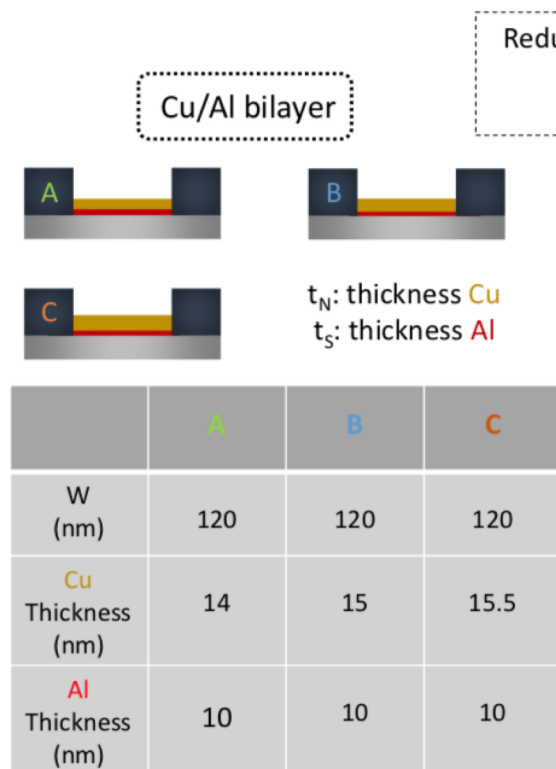 Redu
Cu/Al bilayer
A
B
C
t_N: thickness Cu
t_S: thickness Al
A B C
W
(nm) 120 120 120
Cu
Thickness
(nm) 14 15 15.5
Al
Thickness
(nm) 10 10 10